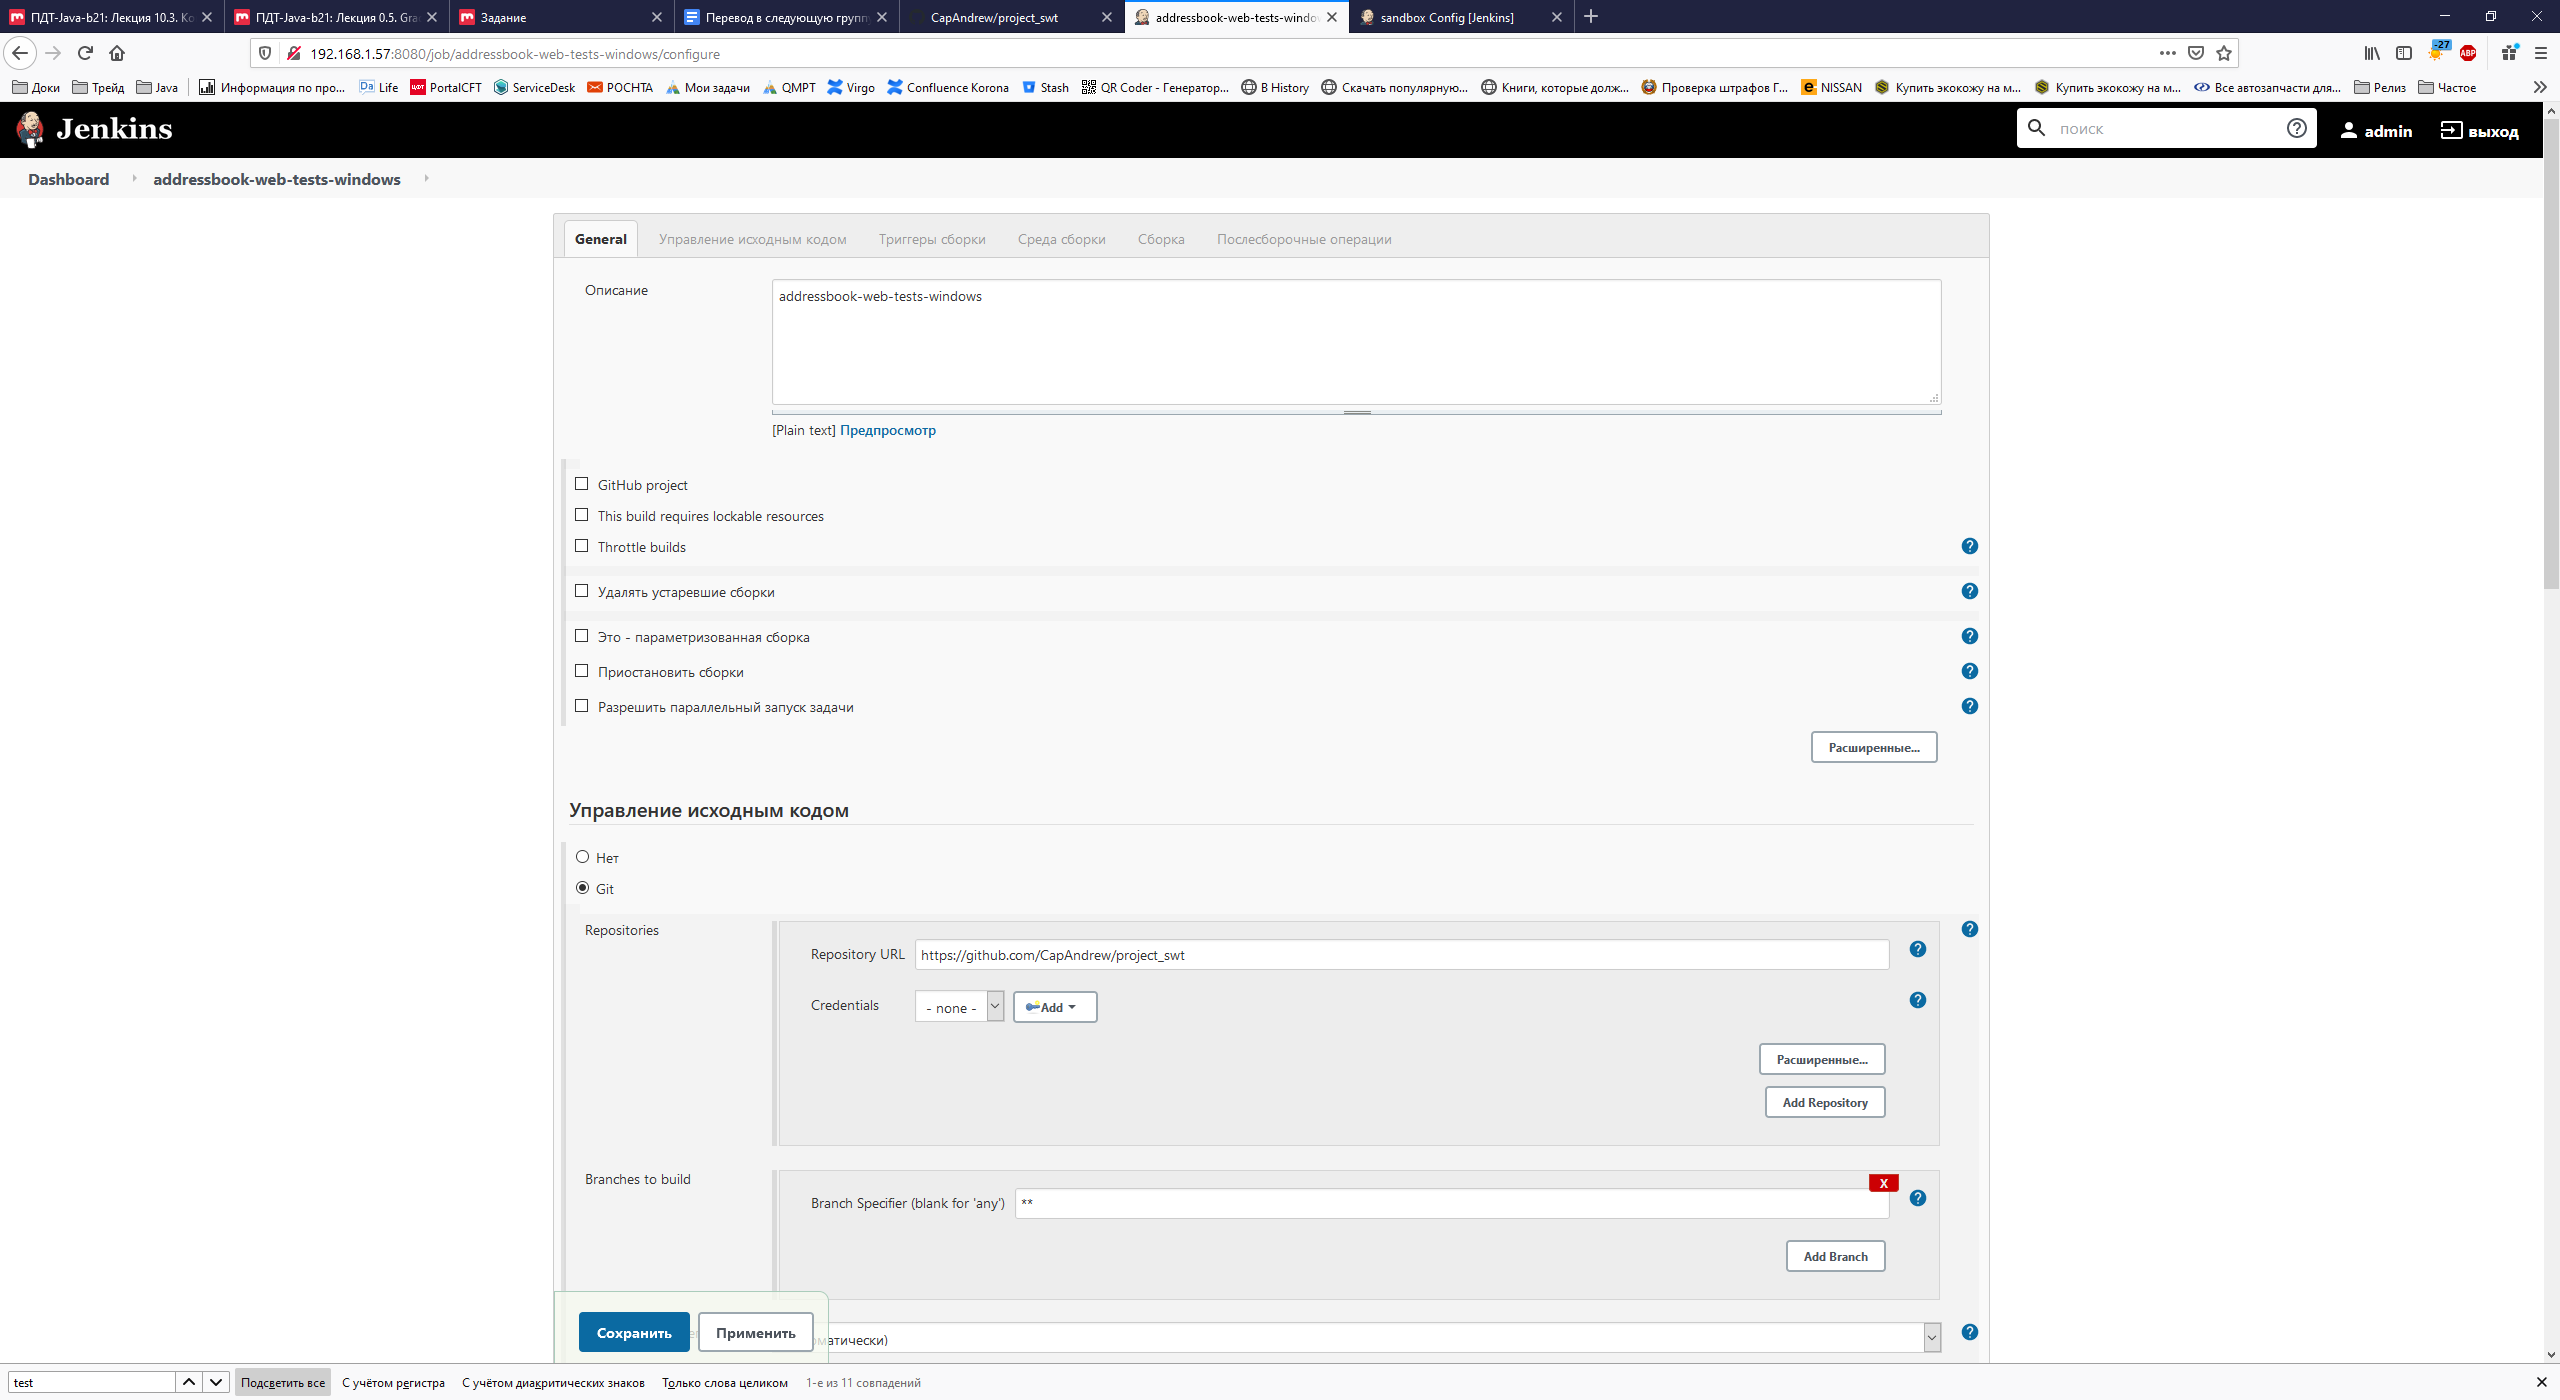 ПДТ-Java-b21: Лекция 10.3. Ко
ПДТ-Java-b21: Лекция 0.5. Gra
Задание
Перевод в следующую групп
CapAndrew/project_swt
addressbook-web-tests-windo
sandbox Config [Jenkins]
192.168.1.57:8080/job/addressbook-web-tests-windows/configure
-27
ABP
Доки
Трейд
Java
Информация по про...
Da Life
PortalCFT
ServiceDesk
POCHTA
Мои задачи
QMPT
Virgo
Confluence Korona
Stash
QR Coder - Генератор...
B History
Скачать популярную...
Книги, которые долж...
Проверка штрафов Г...
NISSAN
Купить экокожу на м...
Купить экокожу на м...
Все автозапчасти для...
Релиз
Частое
Jenkins
поиск
admin
выход
Dashboard
addressbook-web-tests-windows
General
Управление исходным кодом
Триггеры сборки
Среда сборки
Сборка
Послесборочные операции
Описание
addressbook-web-tests-windows
[Plain text] Предпросмотр
GitHub project
This build requires lockable resources
Throttle builds
Удалять устаревшие сборки
Это - параметризованная сборка
Приостановить сборки
Разрешить параллельный запуск задачи
Расширенные...
Управление исходным кодом
Нет
Git
Repositories
Repository URL
https://github.com/CapAndrew/project_swt
Credentials
- none -
Add
Расширенные...
Add Repository
Branches to build
X
Branch Specifier (blank for 'any')
**
Add Branch
Сохранить
Применить
матически)
test
Подсветить все
С учётом регистра
С учётом диакритических знаков
Только слова целиком
1-е из 11 совпадений